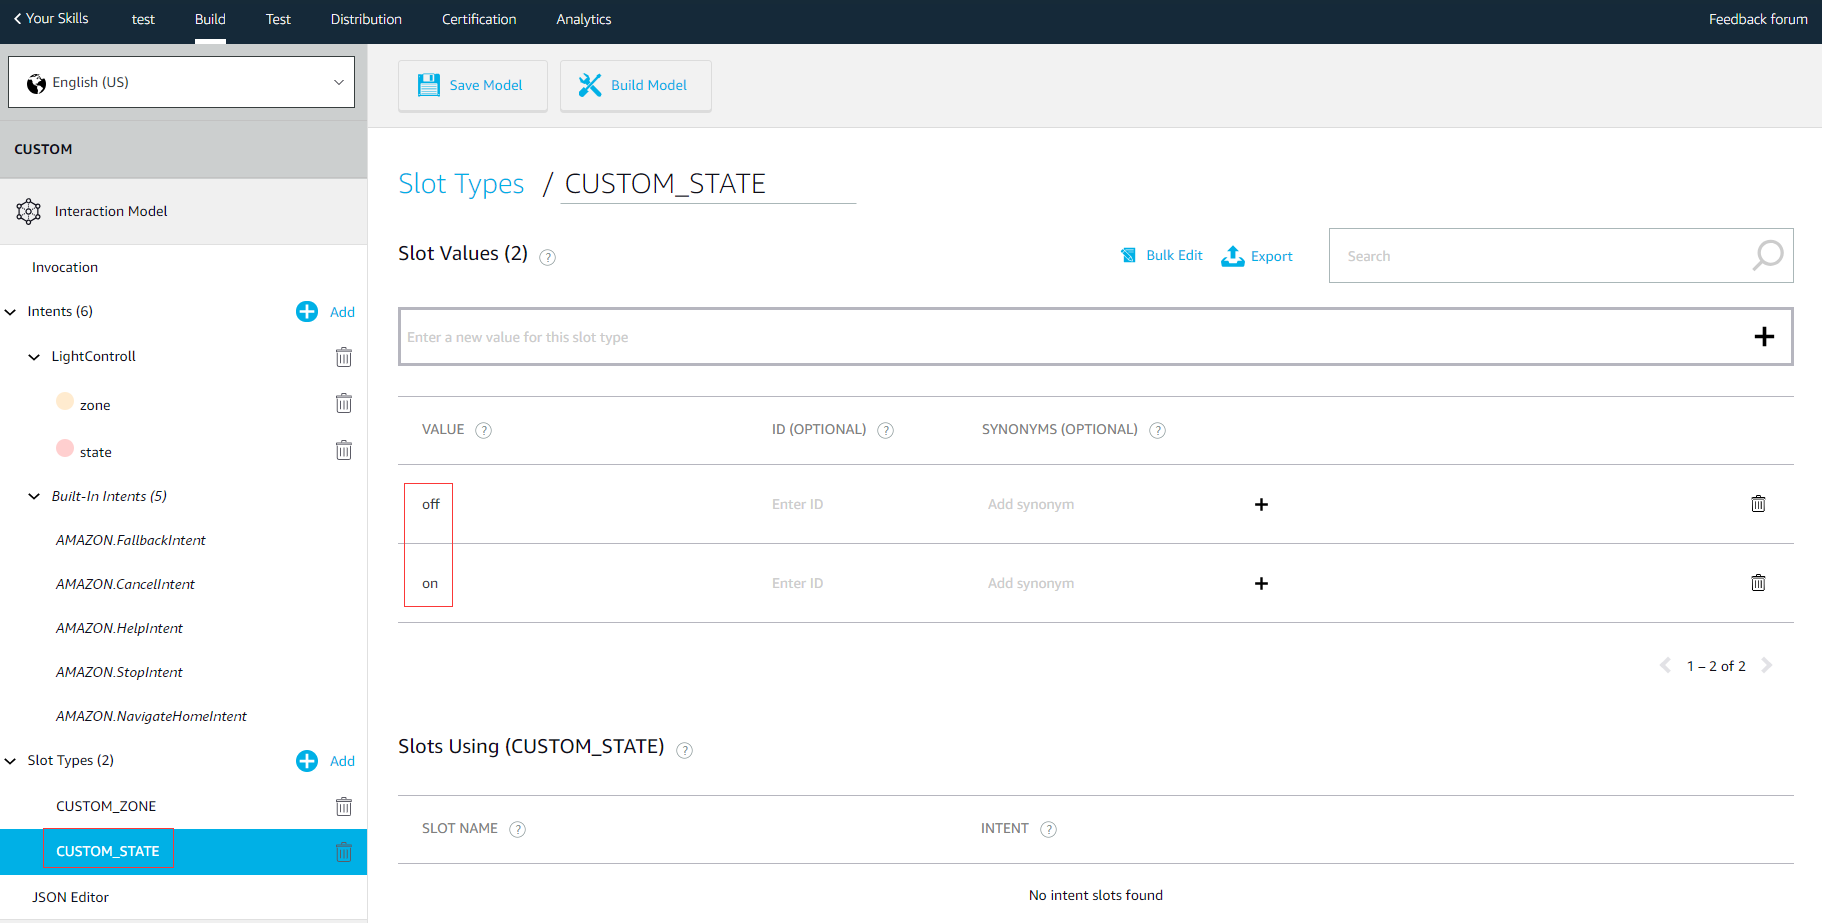 Your Skills
test
Build
Test
Distribution
Certification
Analytics
Feedback forum
English (US)
CUSTOM
Interaction Model
Invocation
Intents (6)
Add
LightControll
zone
state
Built-In Intents (5)
AMAZON.FallbackIntent
AMAZON.CancelIntent
AMAZON.HelpIntent
AMAZON.StopIntent
AMAZON.NavigateHomeIntent
Slot Types (2)
Add
CUSTOM_ZONE
CUSTOM_STATE
JSON Editor
Save Model
Build Model
Slot Types / CUSTOM_STATE
Slot Values (2) ?
Bulk Edit
Export
Search
Enter a new value for this slot type
VALUE ?
ID (OPTIONAL) ?
SYNONYMS (OPTIONAL) ?
off
Enter ID
Add synonym
on
Enter ID
Add synonym
1 – 2 of 2
Slots Using (CUSTOM_STATE) ?
SLOT NAME ?
INTENT ?
No intent slots found